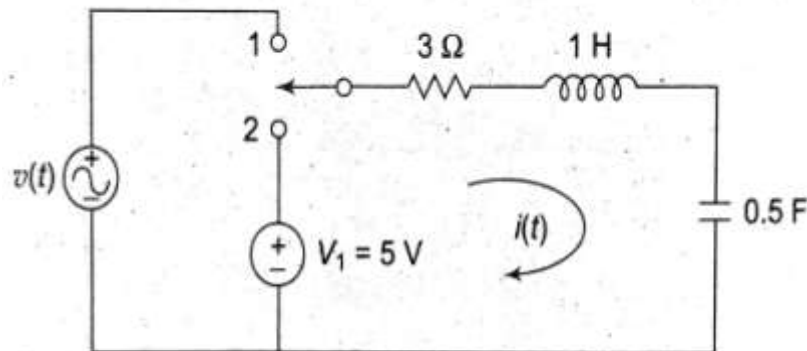 1
3 Ω
1 H
2
v(t)
+
−
+
−
V₁ = 5 V
i(t)
0.5 F